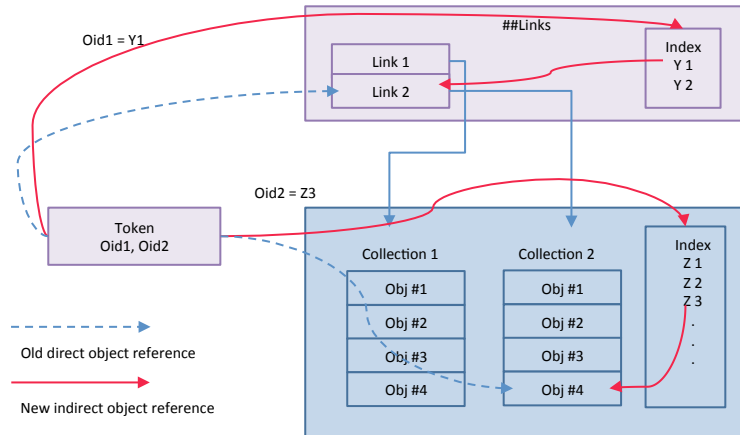 ##Links
Oid1 = Y1
Link 1
Link 2
Index
Y 1
Y 2
Oid2 = Z3
Token
Oid1, Oid2
Collection 1
Obj #1
Obj #2
Obj #3
Obj #4
Collection 2
Obj #1
Obj #2
Obj #3
Obj #4
Index
Z 1
Z 2
Z 3
.
.
.
Old direct object reference
New indirect object reference